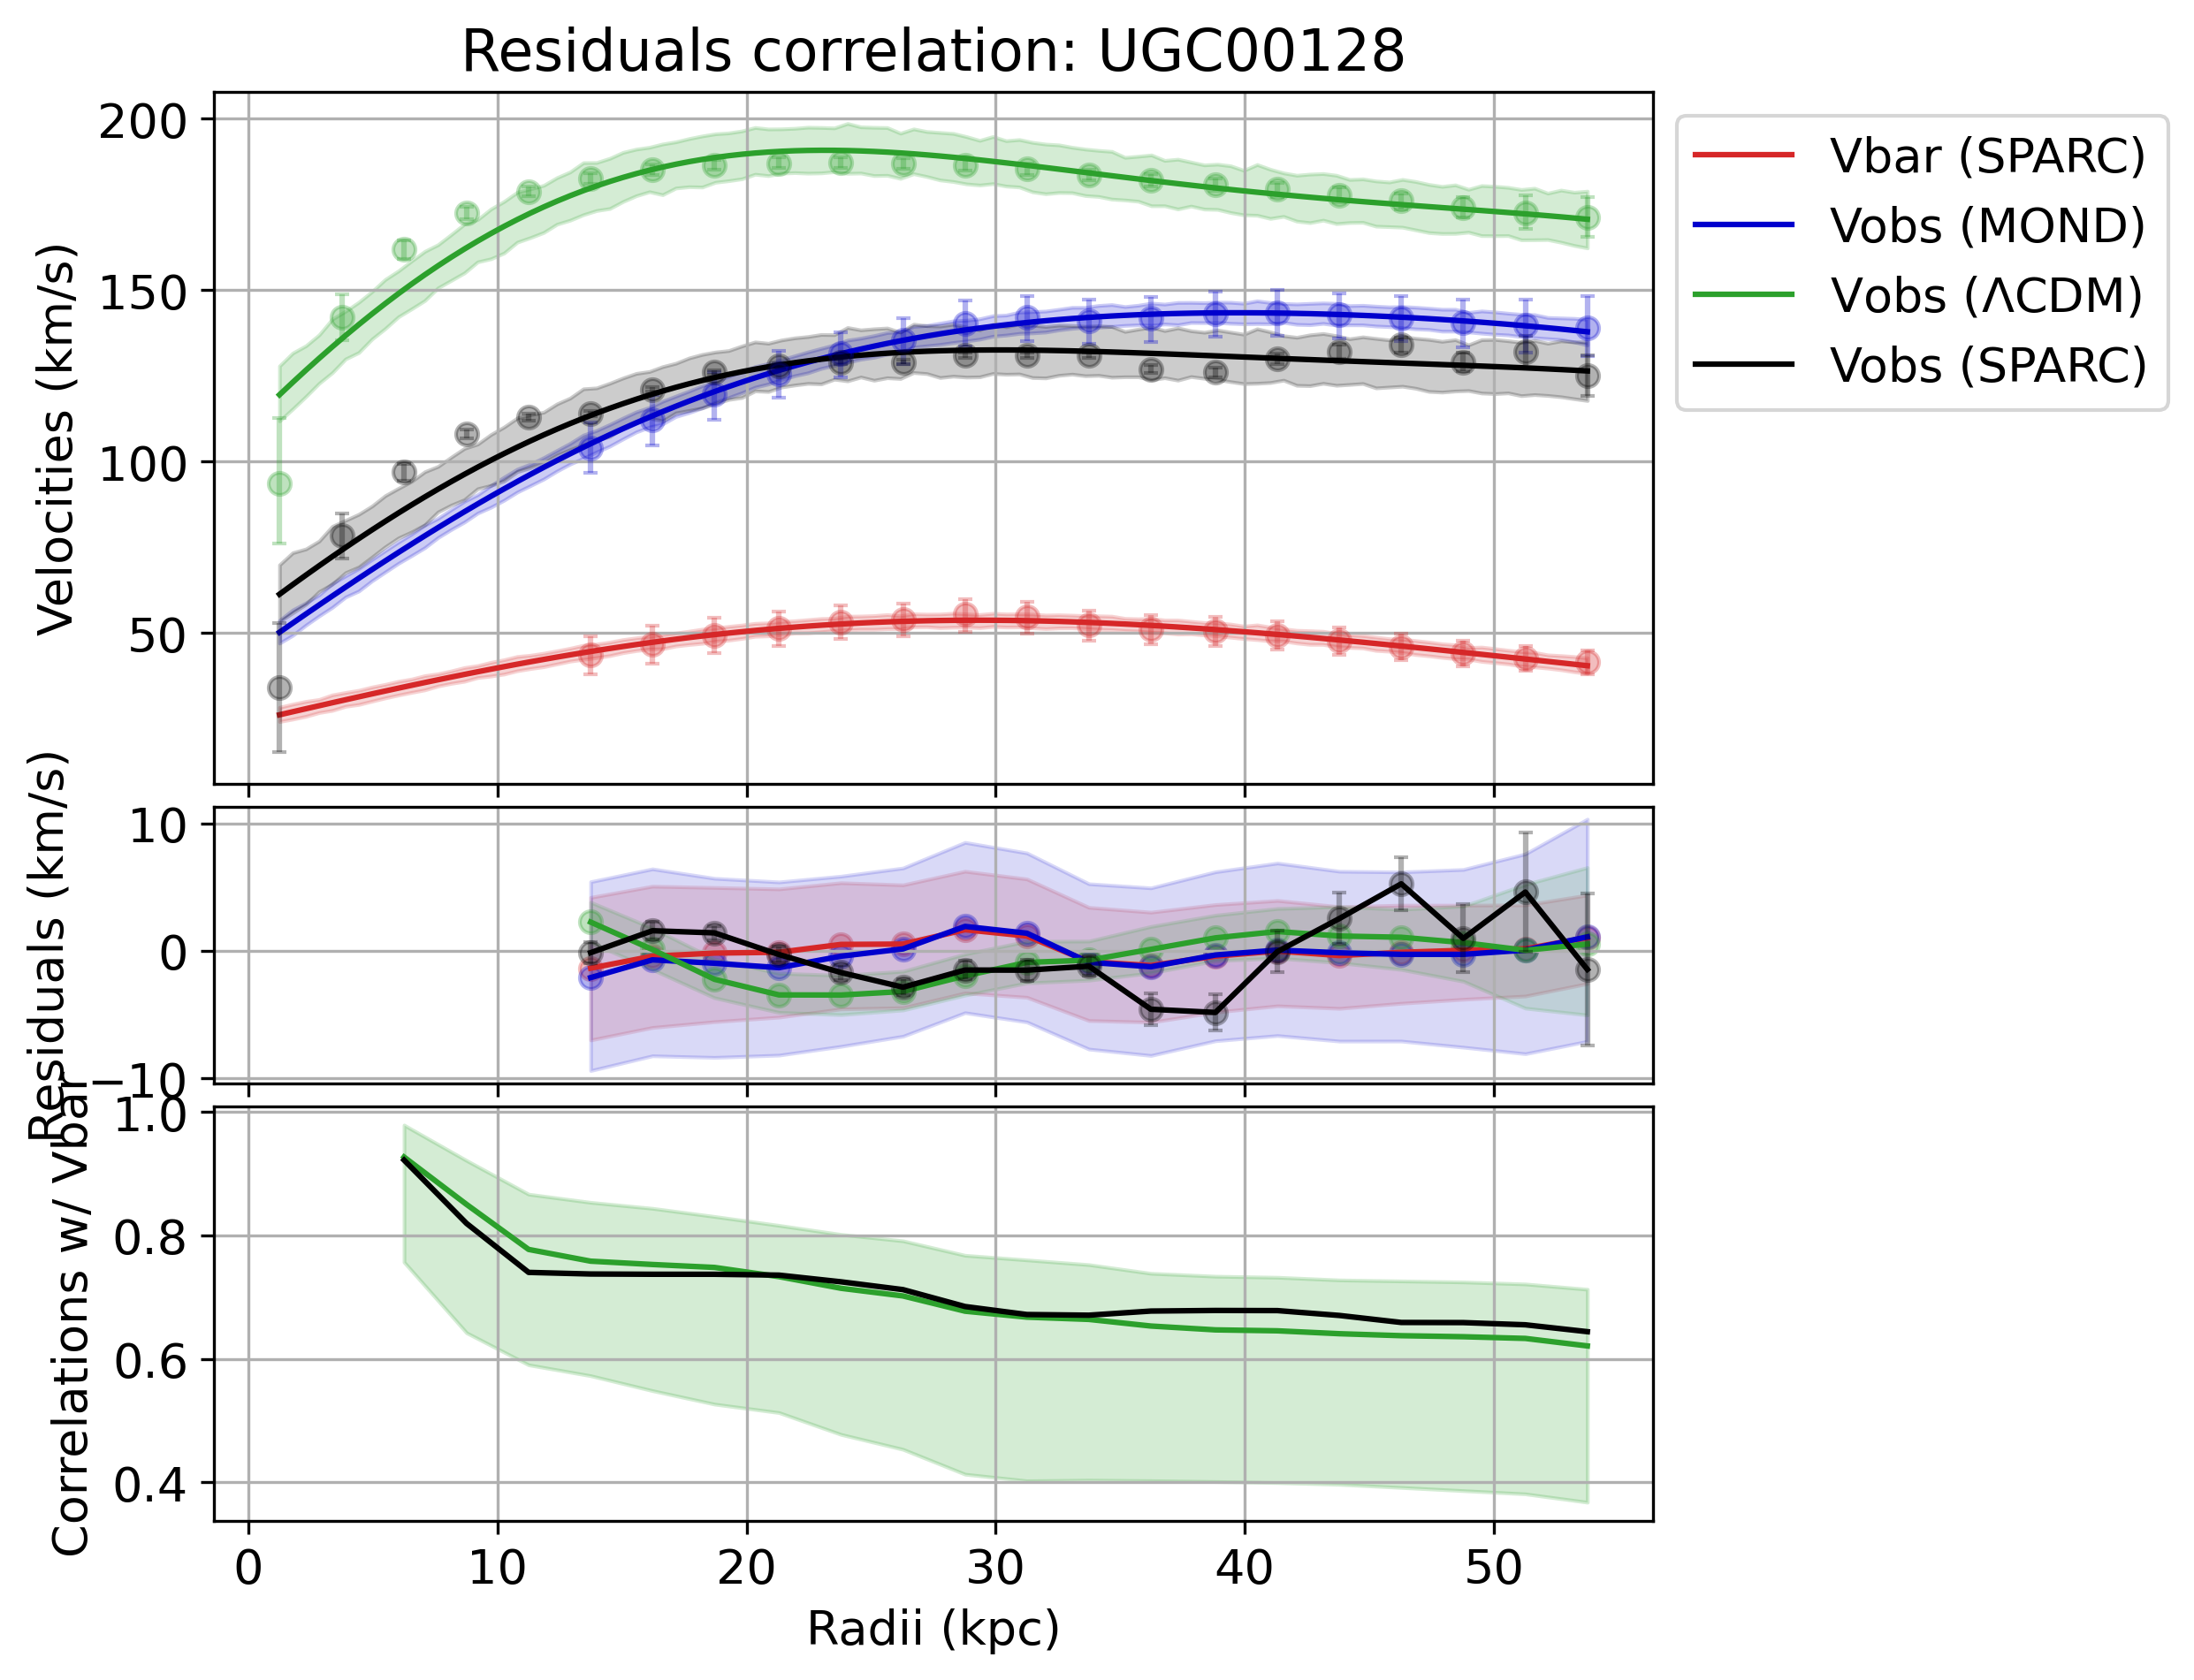 Residuals correlation: UGC00128
200
150
100
50
Velocities (km/s)
Vbar (SPARC)
Vobs (MOND)
Vobs (ΛCDM)
Vobs (SPARC)
10
0
−10
Residuals (km/s)
1.0
0.8
0.6
0.4
Correlations w/ Vbar
0 10 20 30 40 50
Radii (kpc)